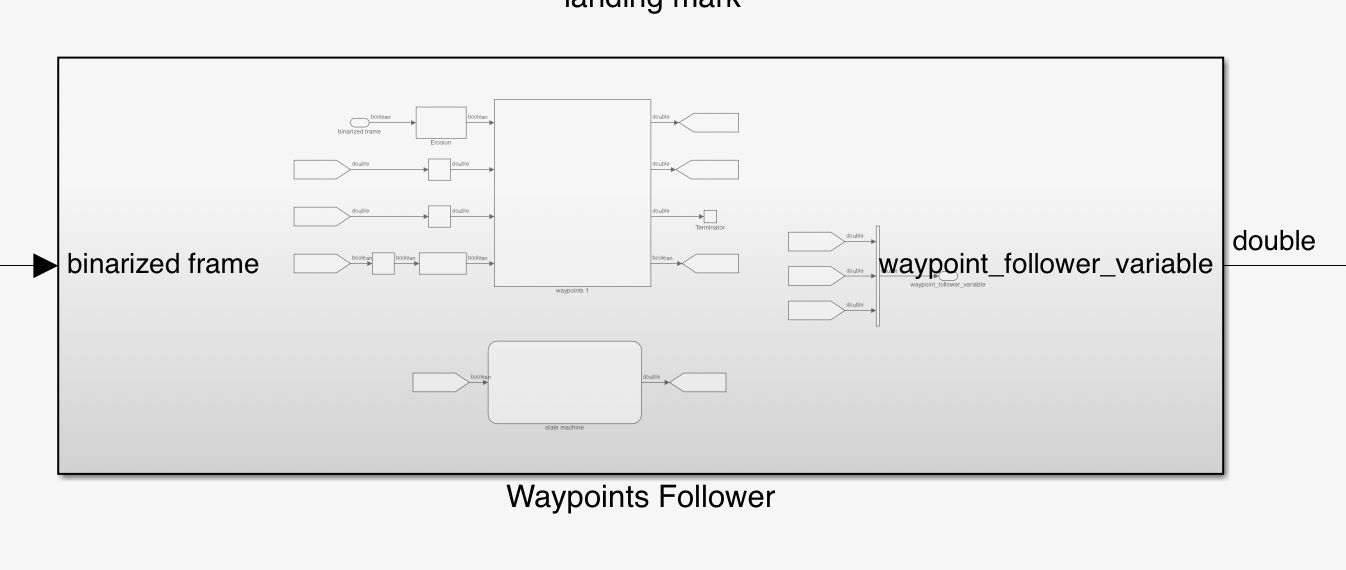 landing mark
boolean
boolean
double
binarized frame
Erosion
double
double
double
double
double
double
Terminator
double
double
binarized frame
boolean
boolean
boolean
boolean
double
waypoint_follower_variable
waypoint_follower_variable
waypoints 1
double
boolean
double
state machine
Waypoints Follower